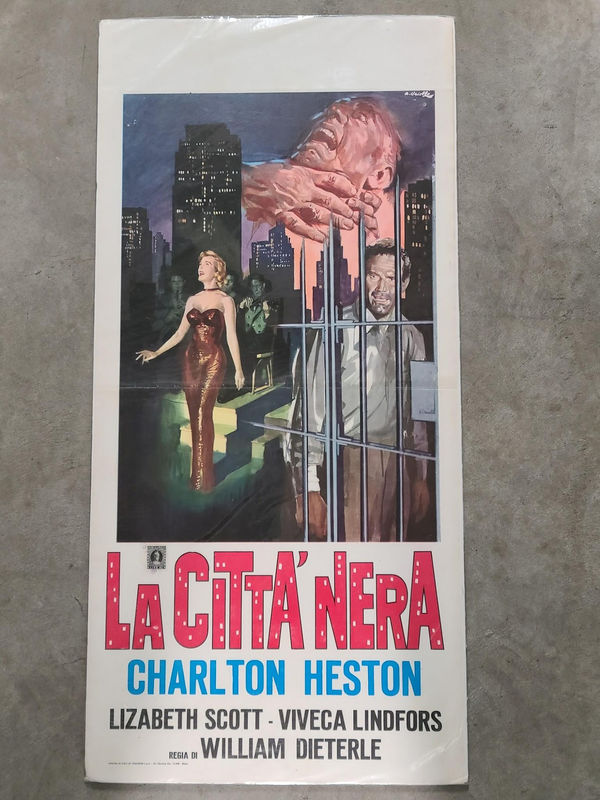 LA CITTA' NERA
CHARLTON HESTON
LIZABETH SCOTT - VIVECA LINDFORS
REGIA DI WILLIAM DIETERLE